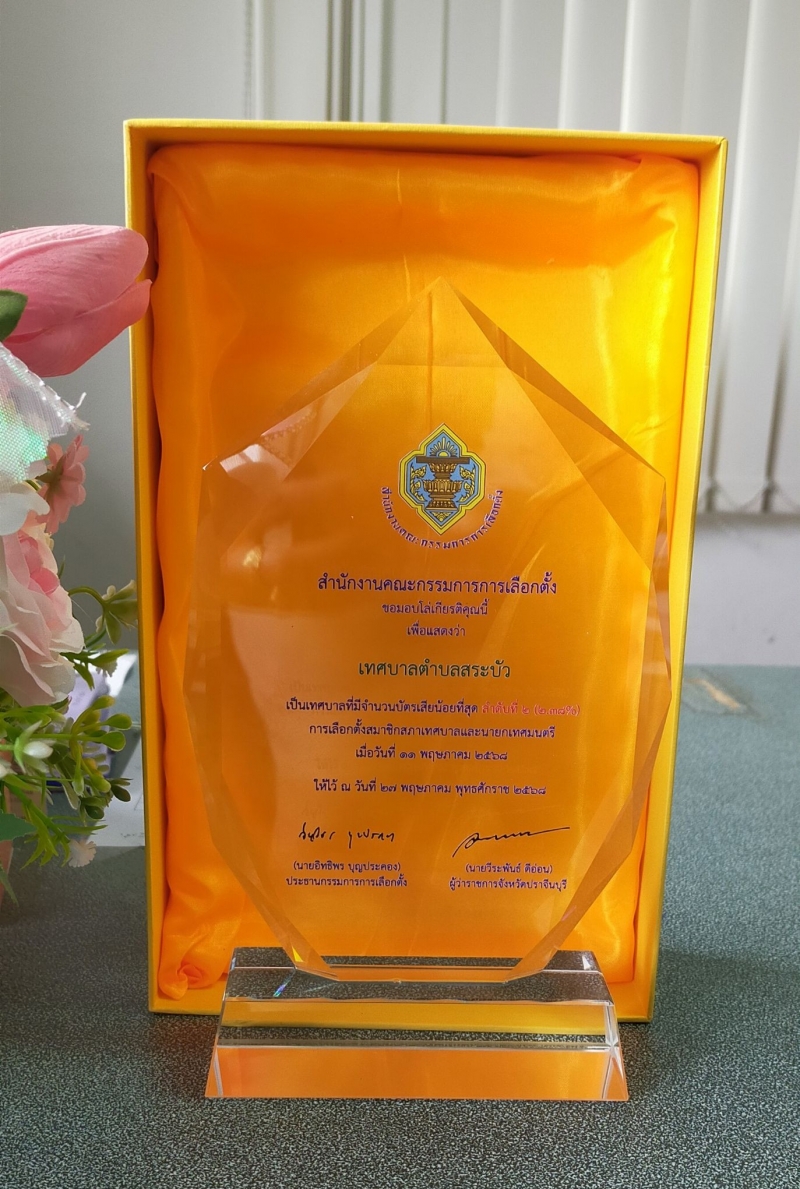 สำนักงานคณะกรรมการการเลือกตั้ง
สำนักงานคณะกรรมการการเลือกตั้ง
ขอมอบโล่เกียรติคุณนี้
เพื่อแสดงว่า
เทศบาลตำบลสระบัว
เป็นเทศบาลที่มีจำนวนบัตรเสียน้อยที่สุด ลำดับที่ ๒
การเลือกตั้งสมาชิกสภาเทศบาลและนายกเทศมนตรี
เมื่อวันที่ ๑๑ พฤษภาคม ๒๕๖๘
ให้ไว้ ณ วันที่ ๒๗ พฤษภาคม พุทธศักราช ๒๕๖๘
(นายอิทธิพร บุญประคอง)
ประธานกรรมการการเลือกตั้ง
(นายวีระพันธ์ ดีอ่อน)
ผู้ว่าราชการจังหวัดปราจีนบุรี